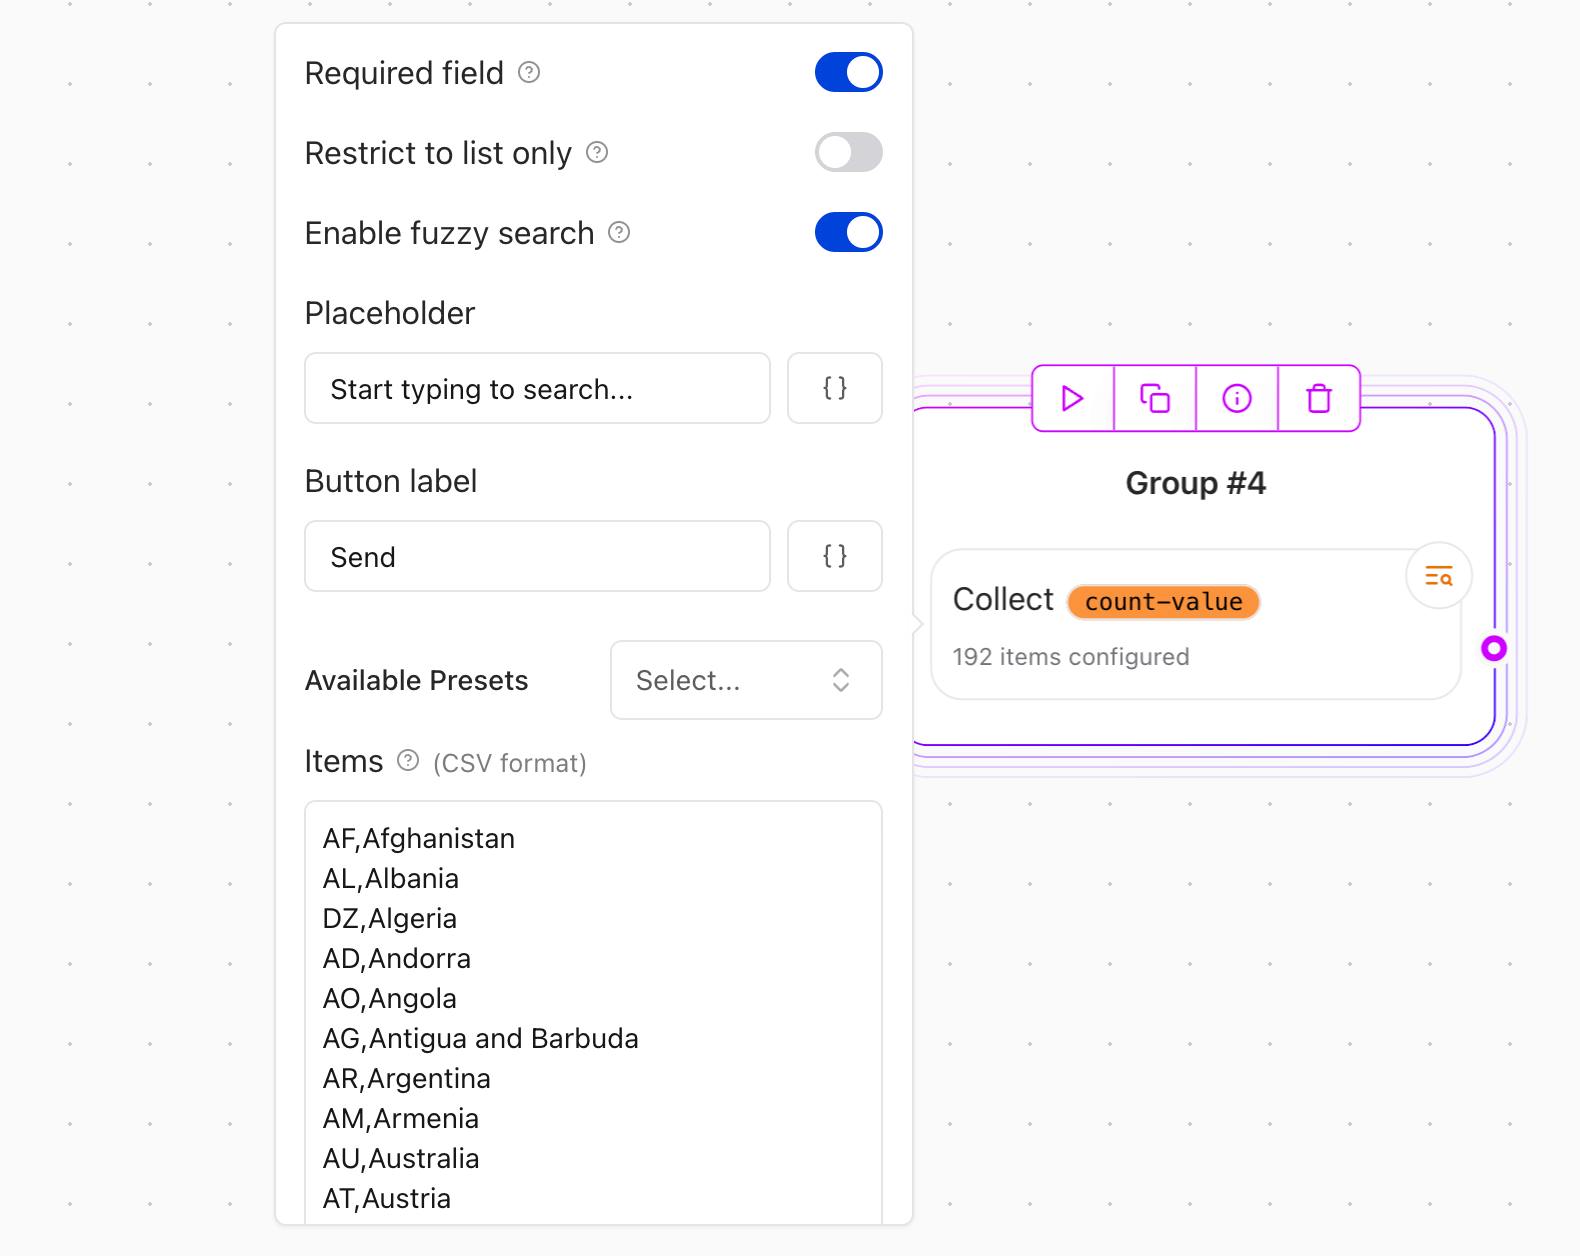 Required field
Restrict to list only
Enable fuzzy search
Placeholder
Start typing to search...
{}
Button label
Send
{}
Available Presets
Select...
Items (CSV format)
AF,Afghanistan
AL,Albania
DZ,Algeria
AD,Andorra
AO,Angola
AG,Antigua and Barbuda
AR,Argentina
AM,Armenia
AU,Australia
AT,Austria
Group #4
Collect count-value
192 items configured